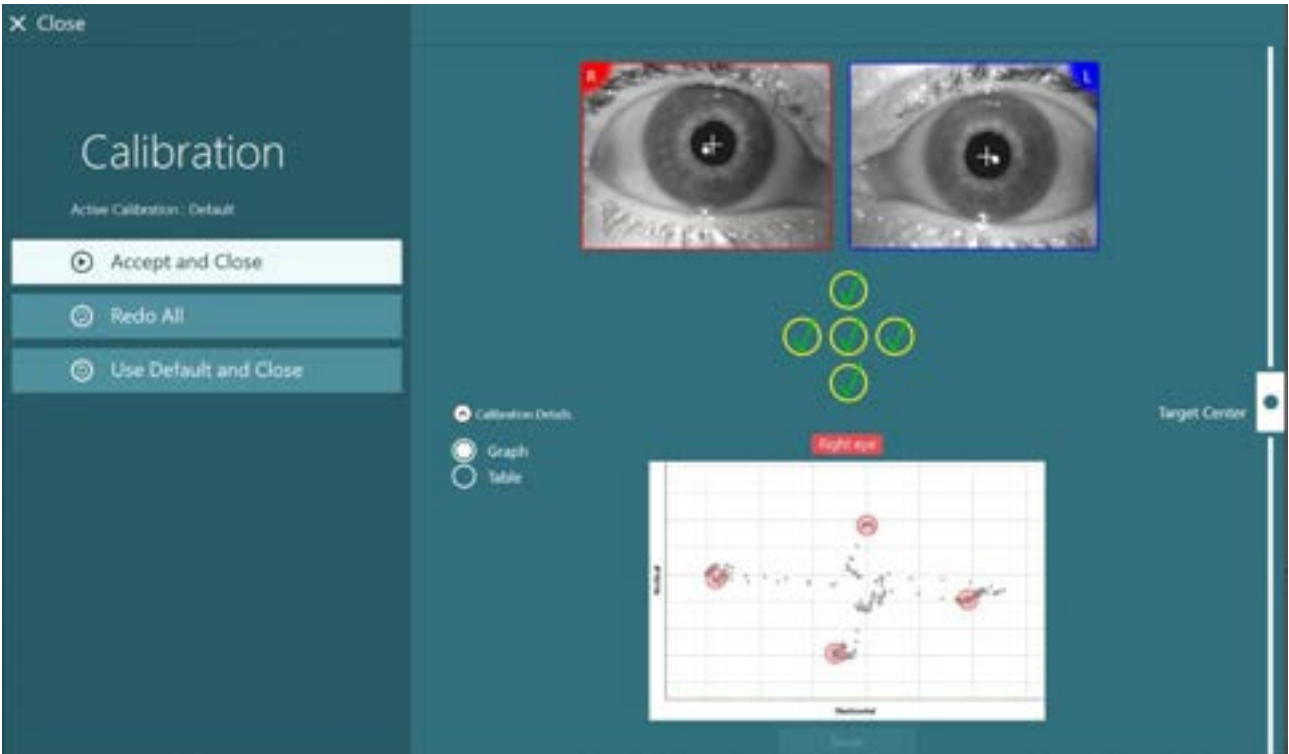 Close
Calibration
Active Calibration : Default
Accept and Close
Redo All
Use Default and Close
R
L
Calibration Details
Graph
Table
Target Center
Right eye
Vertical
Horizontal